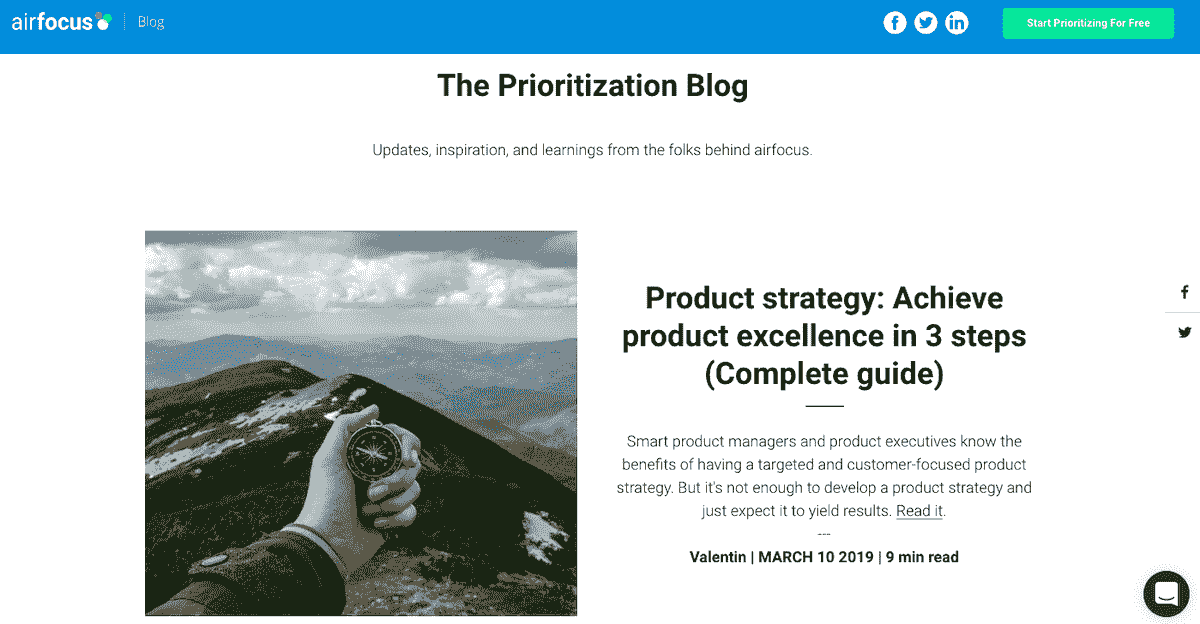 airfocus
Blog
Start Prioritizing For Free
The Prioritization Blog
Updates, inspiration, and learnings from the folks behind airfocus.
Product strategy: Achieve
product excellence in 3 steps
(Complete guide)
Smart product managers and product executives know the
benefits of having a targeted and customer-focused product
strategy. But it's not enough to develop a product strategy and
just expect it to yield results. Read it.
---
Valentin | MARCH 10 2019 | 9 min read